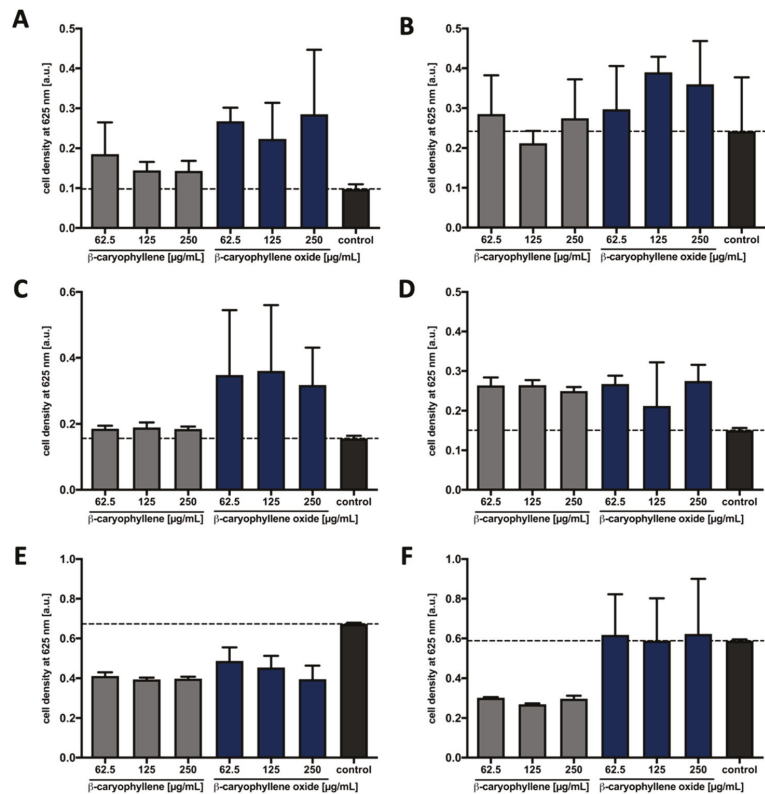 A
cell density at 625 nm [a.u.]
0.5
0.4
0.3
0.2
0.1
0.0
62.5 125 250 62.5 125 250 control
β-caryophyllene [µg/mL] β-caryophyllene oxide [µg/mL]
B
cell density at 625 nm [a.u.]
0.5
0.4
0.3
0.2
0.1
0.0
62.5 125 250 62.5 125 250 control
β-caryophyllene [µg/mL] β-caryophyllene oxide [µg/mL]
C
cell density at 625 nm [a.u.]
0.6
0.4
0.2
0.0
62.5 125 250 62.5 125 250 control
β-caryophyllene [µg/mL] β-caryophyllene oxide [µg/mL]
D
cell density at 625 nm [a.u.]
0.5
0.4
0.3
0.2
0.1
0.0
62.5 125 250 62.5 125 250 control
β-caryophyllene [µg/mL] β-caryophyllene oxide [µg/mL]
E
cell density at 625 nm [a.u.]
1.0
0.8
0.6
0.4
0.2
0.0
62.5 125 250 62.5 125 250 control
β-caryophyllene [µg/mL] β-caryophyllene oxide [µg/mL]
F
cell density at 625 nm [a.u.]
1.0
0.8
0.6
0.4
0.2
0.0
62.5 125 250 62.5 125 250 control
β-caryophyllene [µg/mL] β-caryophyllene oxide [µg/mL]